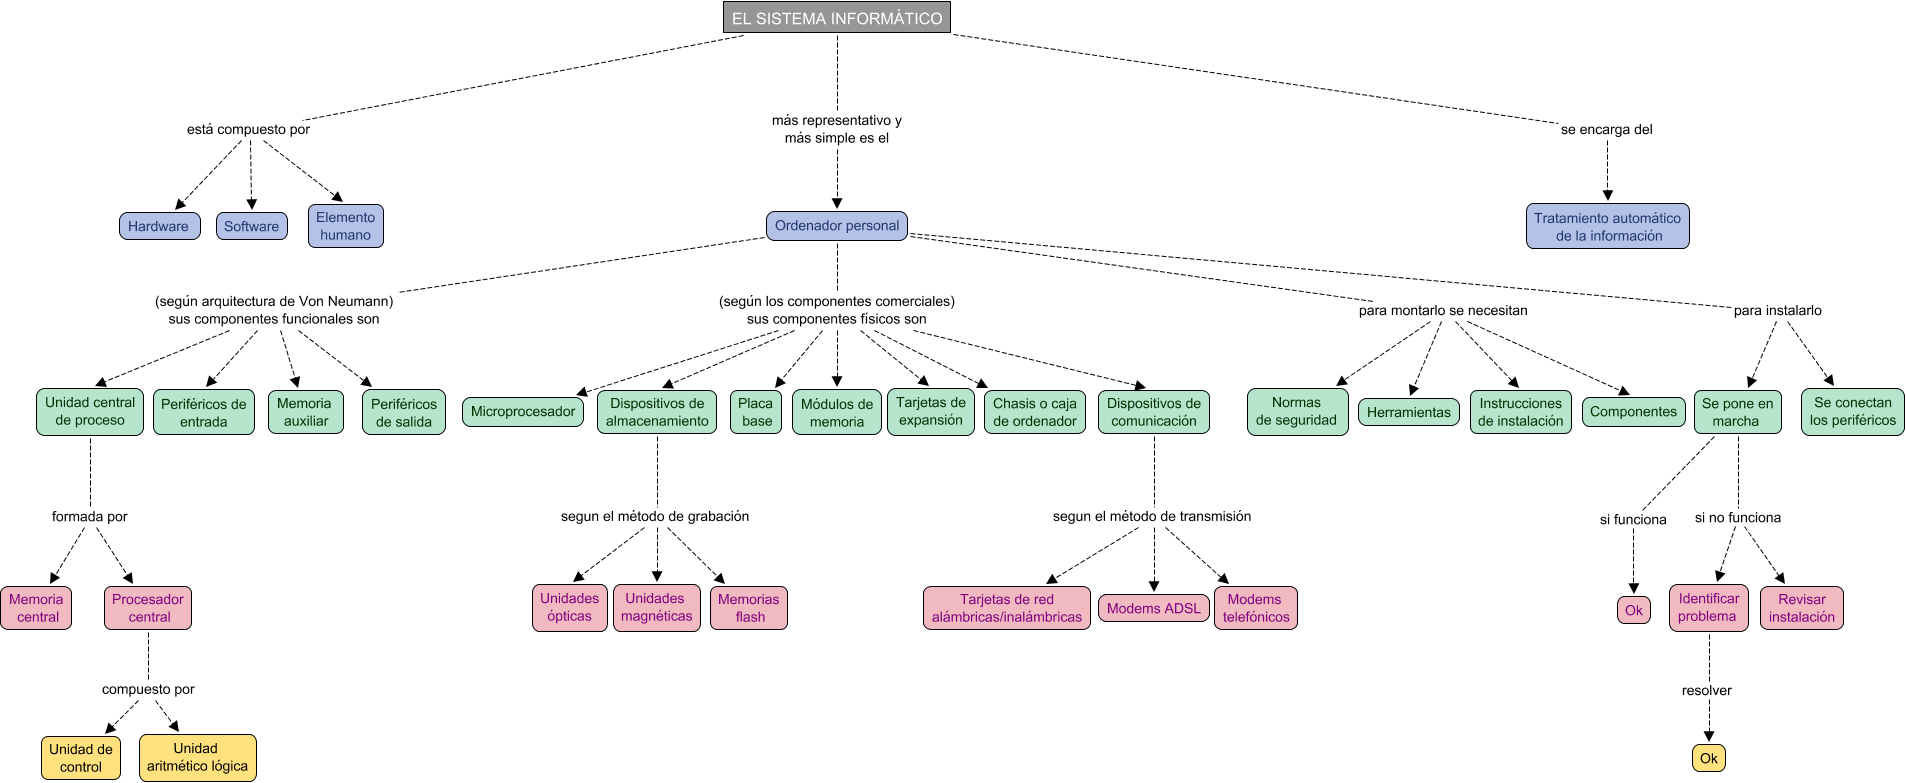 EL SISTEMA INFORMÁTICO
está compuesto por
más representativo y
más simple es el
se encarga del
Hardware
Software
Elemento
humano
Ordenador personal
Tratamiento automático
de la información
(según arquitectura de Von Neumann)
sus componentes funcionales son
(según los componentes comerciales)
sus componentes físicos son
para montarlo se necesitan
para instalarlo
Unidad central
de proceso
Periféricos de
entrada
Memoria
auxiliar
Periféricos
de salida
Microprocesador
Dispositivos de
almacenamiento
Placa
base
Módulos de
memoria
Tarjetas de
expansión
Chasis o caja
de ordenador
Dispositivos de
comunicación
Normas
de seguridad
Herramientas
Instrucciones
de instalación
Componentes
Se pone en
marcha
Se conectan
los periféricos
formada por
segun el método de grabación
segun el método de transmisión
si funciona
si no funciona
Memoria
central
Procesador
central
Unidades
ópticas
Unidades
magnéticas
Memorias
flash
Tarjetas de red
alámbricas/inalámbricas
Modems ADSL
Modems
telefónicos
Ok
Identificar
problema
Revisar
instalación
compuesto por
resolver
Unidad de
control
Unidad
aritmético lógica
Ok